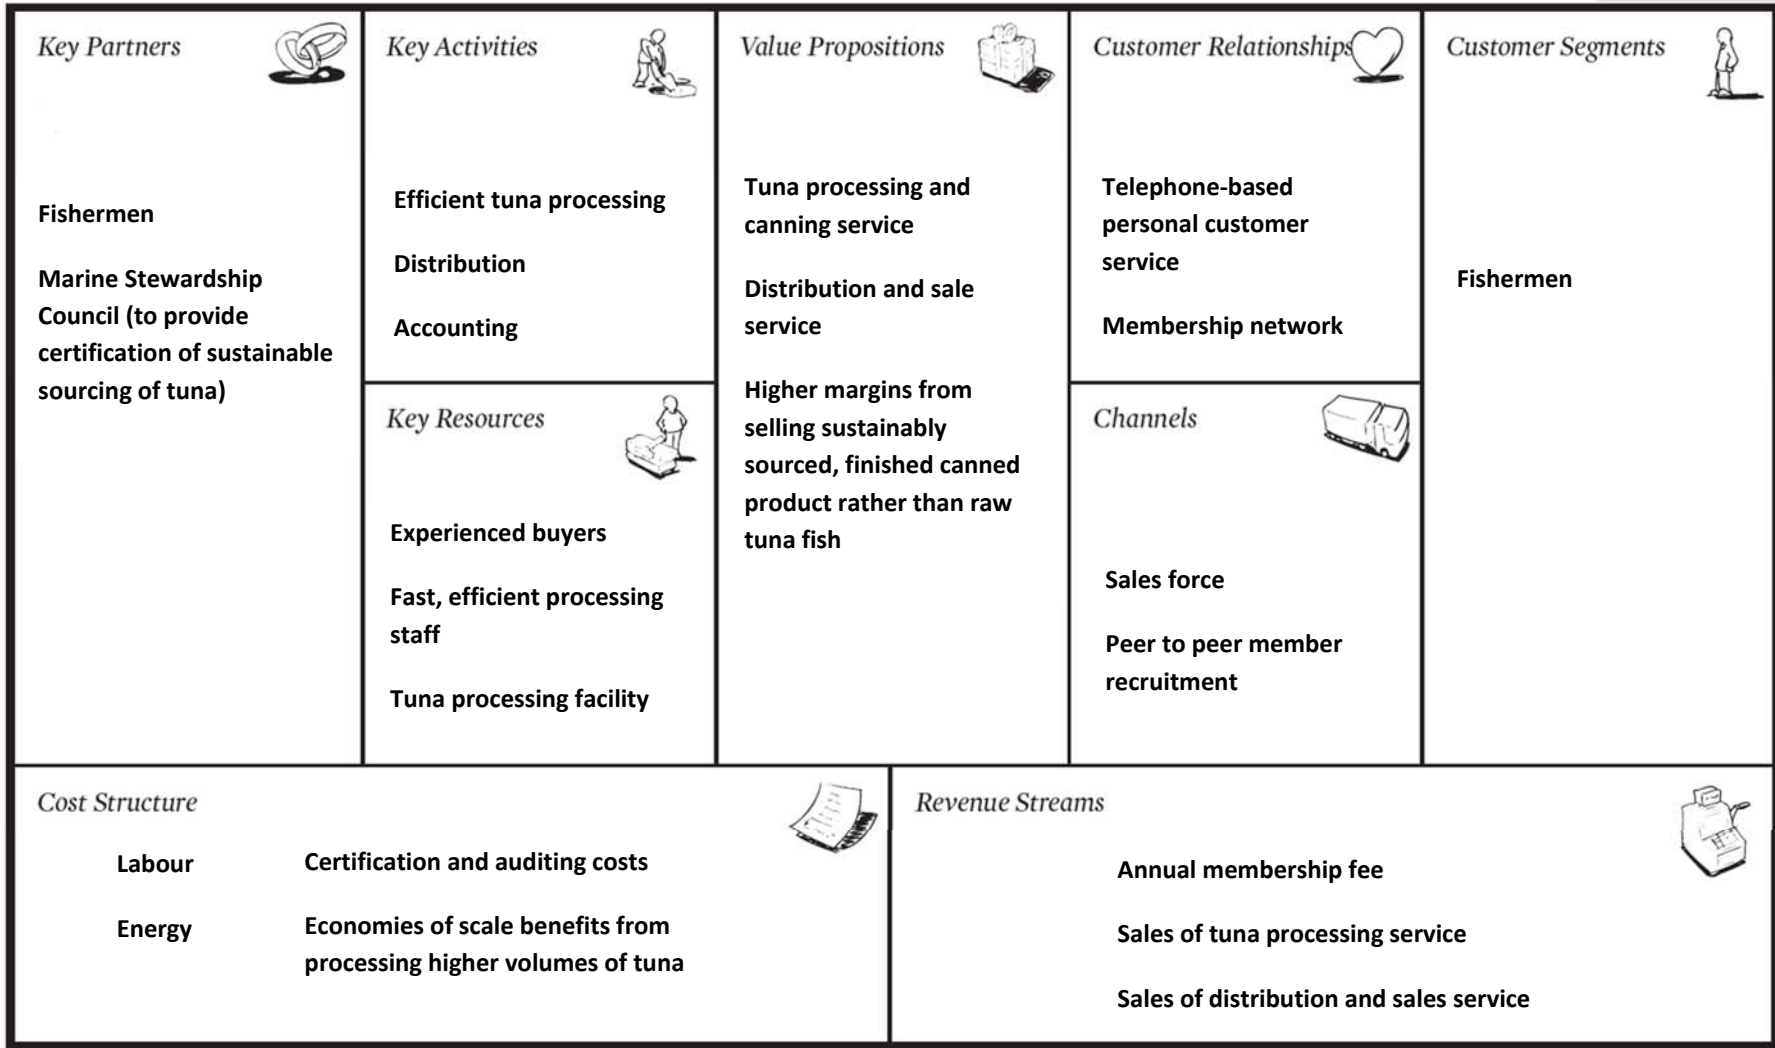 Key Partners
Fishermen
Marine Stewardship
Council (to provide
certification of sustainable
sourcing of tuna)
Key Activities
Efficient tuna processing
Distribution
Accounting
Key Resources
Experienced buyers
Fast, efficient processing
staff
Tuna processing facility
Value Propositions
Tuna processing and
canning service
Distribution and sale
service
Higher margins from
selling sustainably
sourced, finished canned
product rather than raw
tuna fish
Customer Relationships
Telephone-based
personal customer
service
Membership network
Channels
Sales force
Peer to peer member
recruitment
Customer Segments
Fishermen
Cost Structure
Labour
Energy
Certification and auditing costs
Economies of scale benefits from
processing higher volumes of tuna
Revenue Streams
Annual membership fee
Sales of tuna processing service
Sales of distribution and sales service